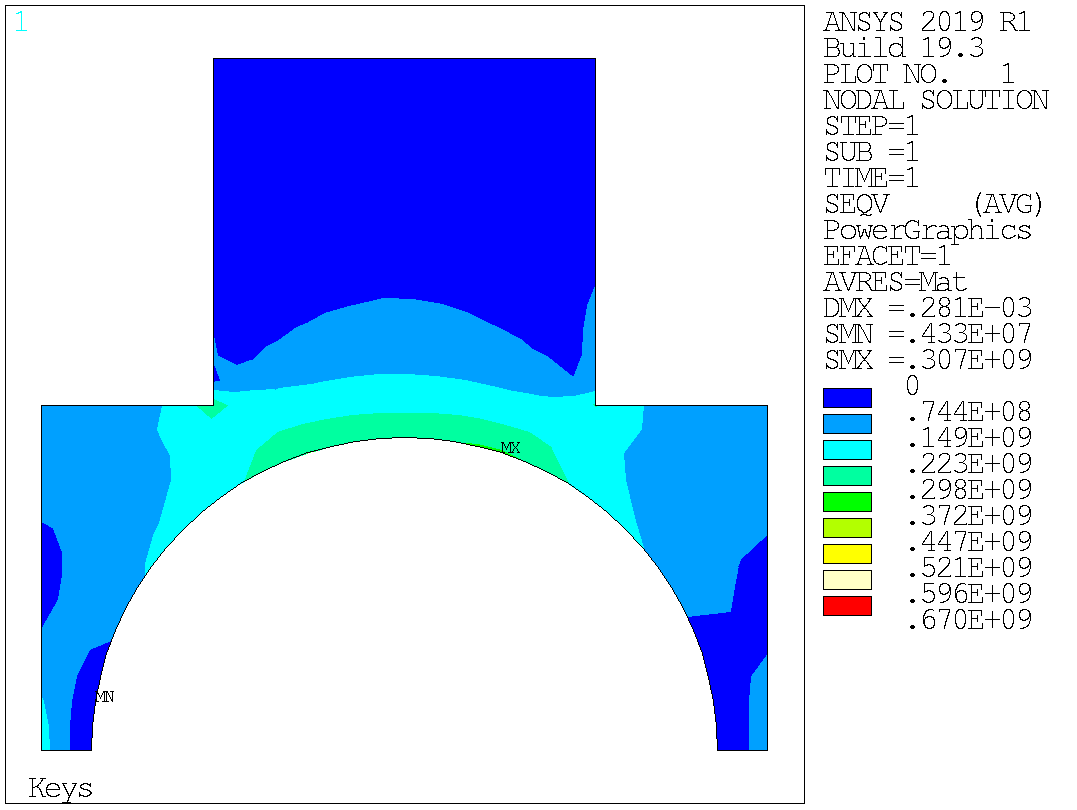 1
ANSYS 2019 R1
Build 19.3
PLOT NO.   1
NODAL SOLUTION
STEP=1
SUB =1
TIME=1
SEQV     (AVG)
PowerGraphics
EFACET=1
AVRES=Mat
DMX =.281E-03
SMN =.433E+07
SMX =.307E+09
0
.744E+08
.149E+09
.223E+09
.298E+09
.372E+09
.447E+09
.521E+09
.596E+09
.670E+09
MX
MN
Keys